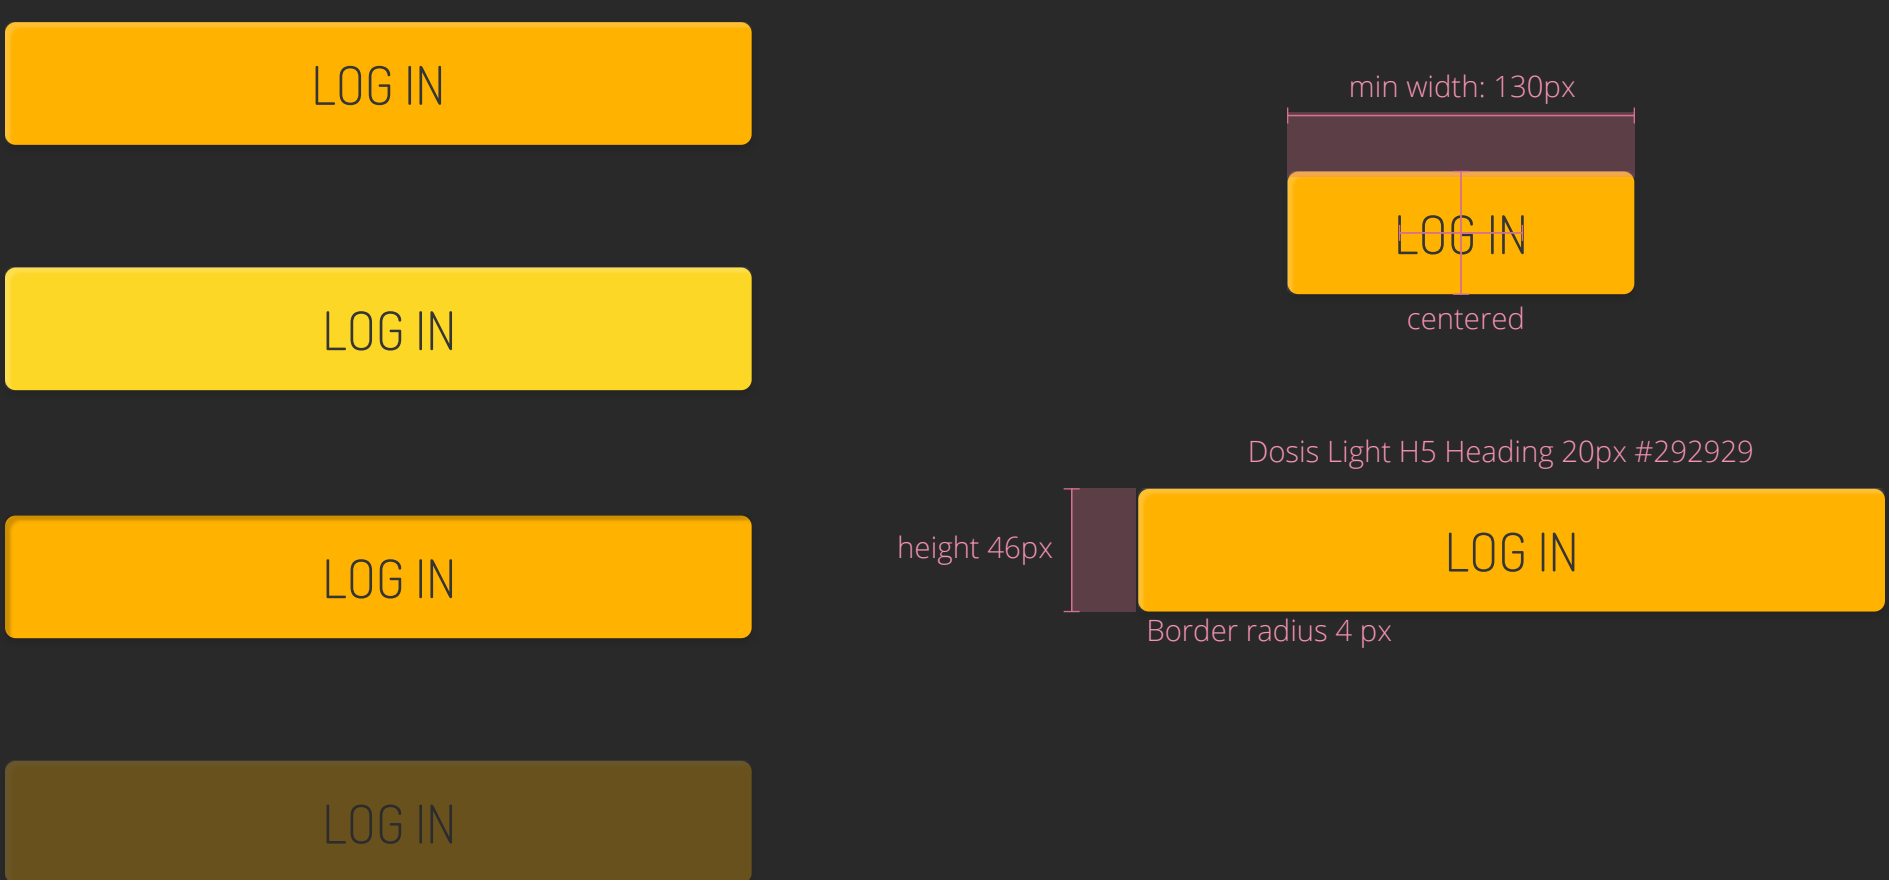 LOG IN
LOG IN
LOG IN
LOG IN
min width: 130px
LOG IN
centered
Dosis Light H5 Heading 20px #292929
height 46px
LOG IN
Border radius 4 px